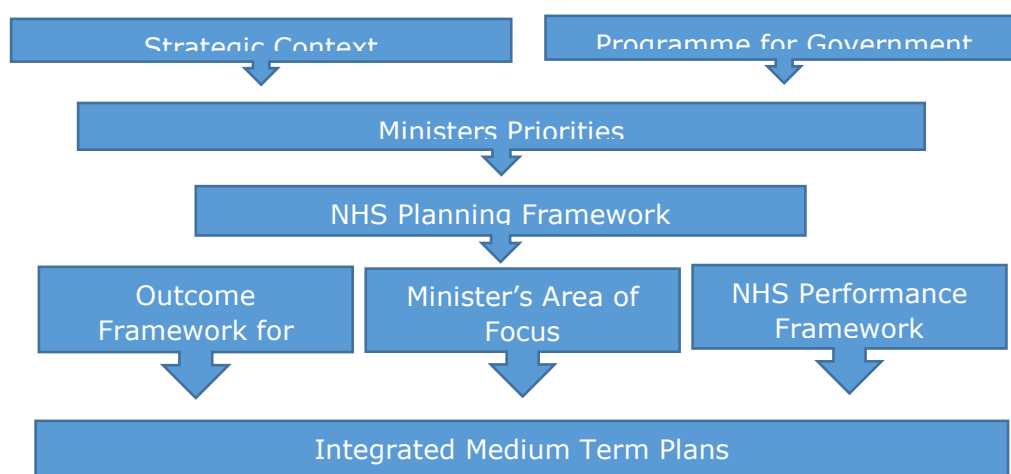 Strategic Context
Programme for Government
Ministers Priorities
NHS Planning Framework
Outcome
Framework for
Minister’s Area of
Focus
NHS Performance
Framework
Integrated Medium Term Plans